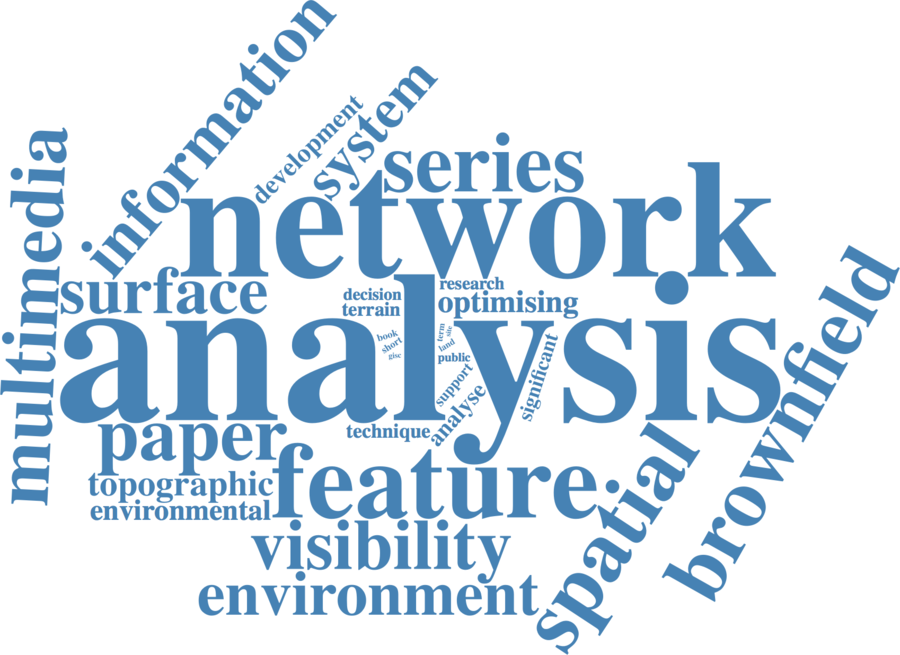 information
development
system
multimedia
series
network
surface
decision
research
terrain
optimising
analysis
book
short
gisc
term
site
land
public
support
significant
brownfield
analyse
technique
paper
feature
spatial
topographic
environmental
visibility
environment